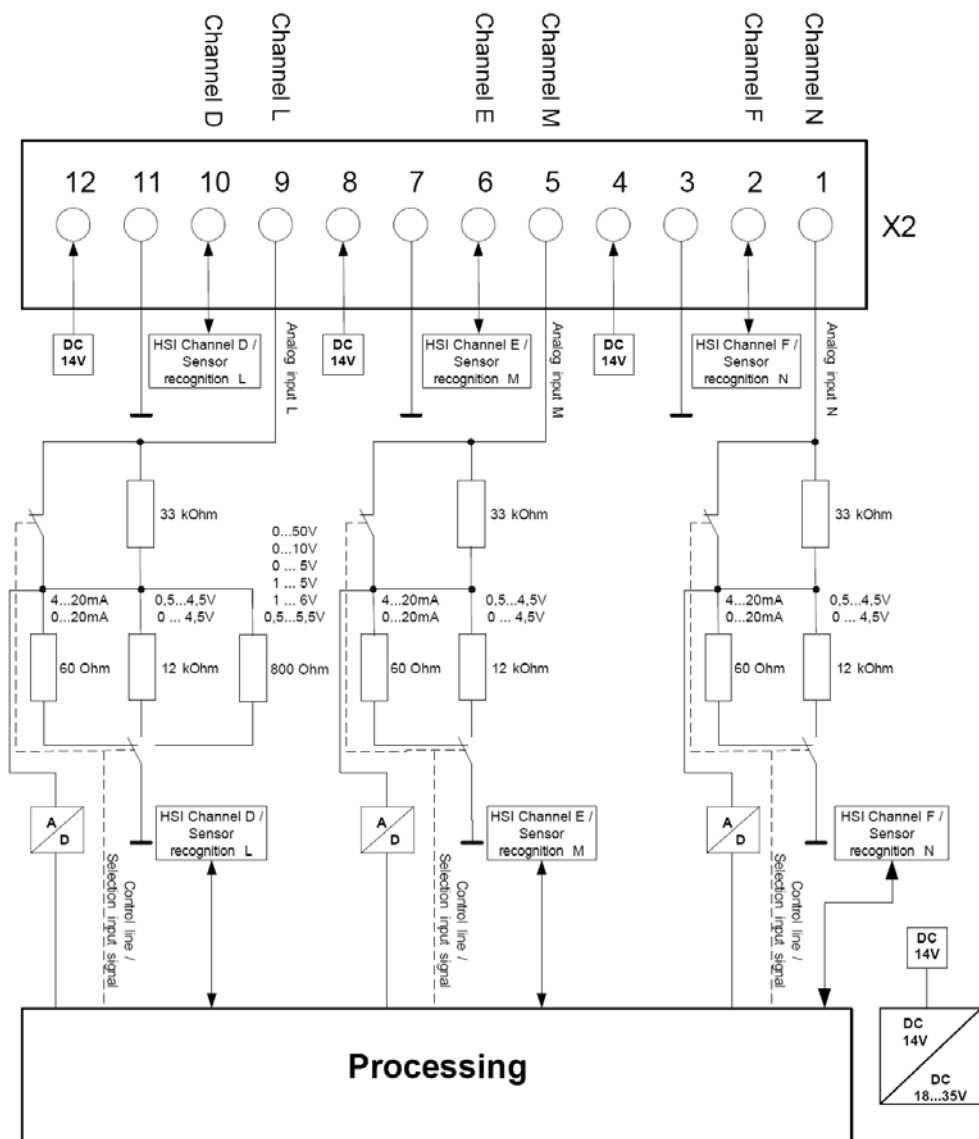 Channel D
Channel L
Channel E
Channel M
Channel F
Channel N
12 11 10 9 8 7 6 5 4 3 2 1
X2
DC
14V
HSI Channel D /
Sensor
recognition L
Analog input L
DC
14V
HSI Channel E /
Sensor
recognition M
Analog input M
DC
14V
HSI Channel F /
Sensor
recognition N
Analog input N
33 kOhm
0...50V
0...10V
0 ... 5V
1 ... 5V
1 ... 6V
0,5...5,5V
4...20mA
0...20mA
0,5...4,5V
0 ... 4,5V
60 Ohm
12 kOhm
800 Ohm
33 kOhm
4...20mA
0...20mA
0,5...4,5V
0 ... 4,5V
60 Ohm
12 kOhm
33 kOhm
4...20mA
0...20mA
0,5...4,5V
0 ... 4,5V
60 Ohm
12 kOhm
A
D
Control line /
Selection input signal
HSI Channel D /
Sensor
recognition L
A
D
Control line /
Selection input signal
HSI Channel E /
Sensor
recognition M
A
D
Control line /
Selection input signal
HSI Channel F /
Sensor
recognition N
DC
14V
DC
14V
DC
18...35V
Processing